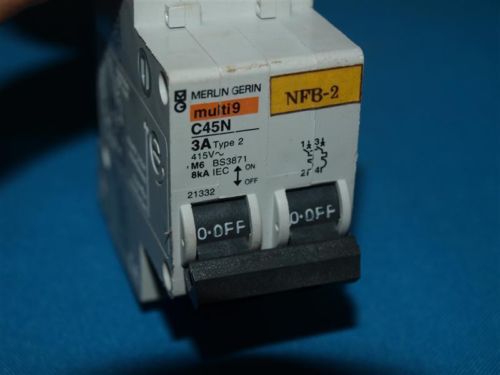 MG MERLIN GERIN
multi9
C45N
3A Type 2
415V~
M6 BS3871
8kA IEC ON
OFF
21332
NFB-2
1 3
2 4
O·OFF O·OFF